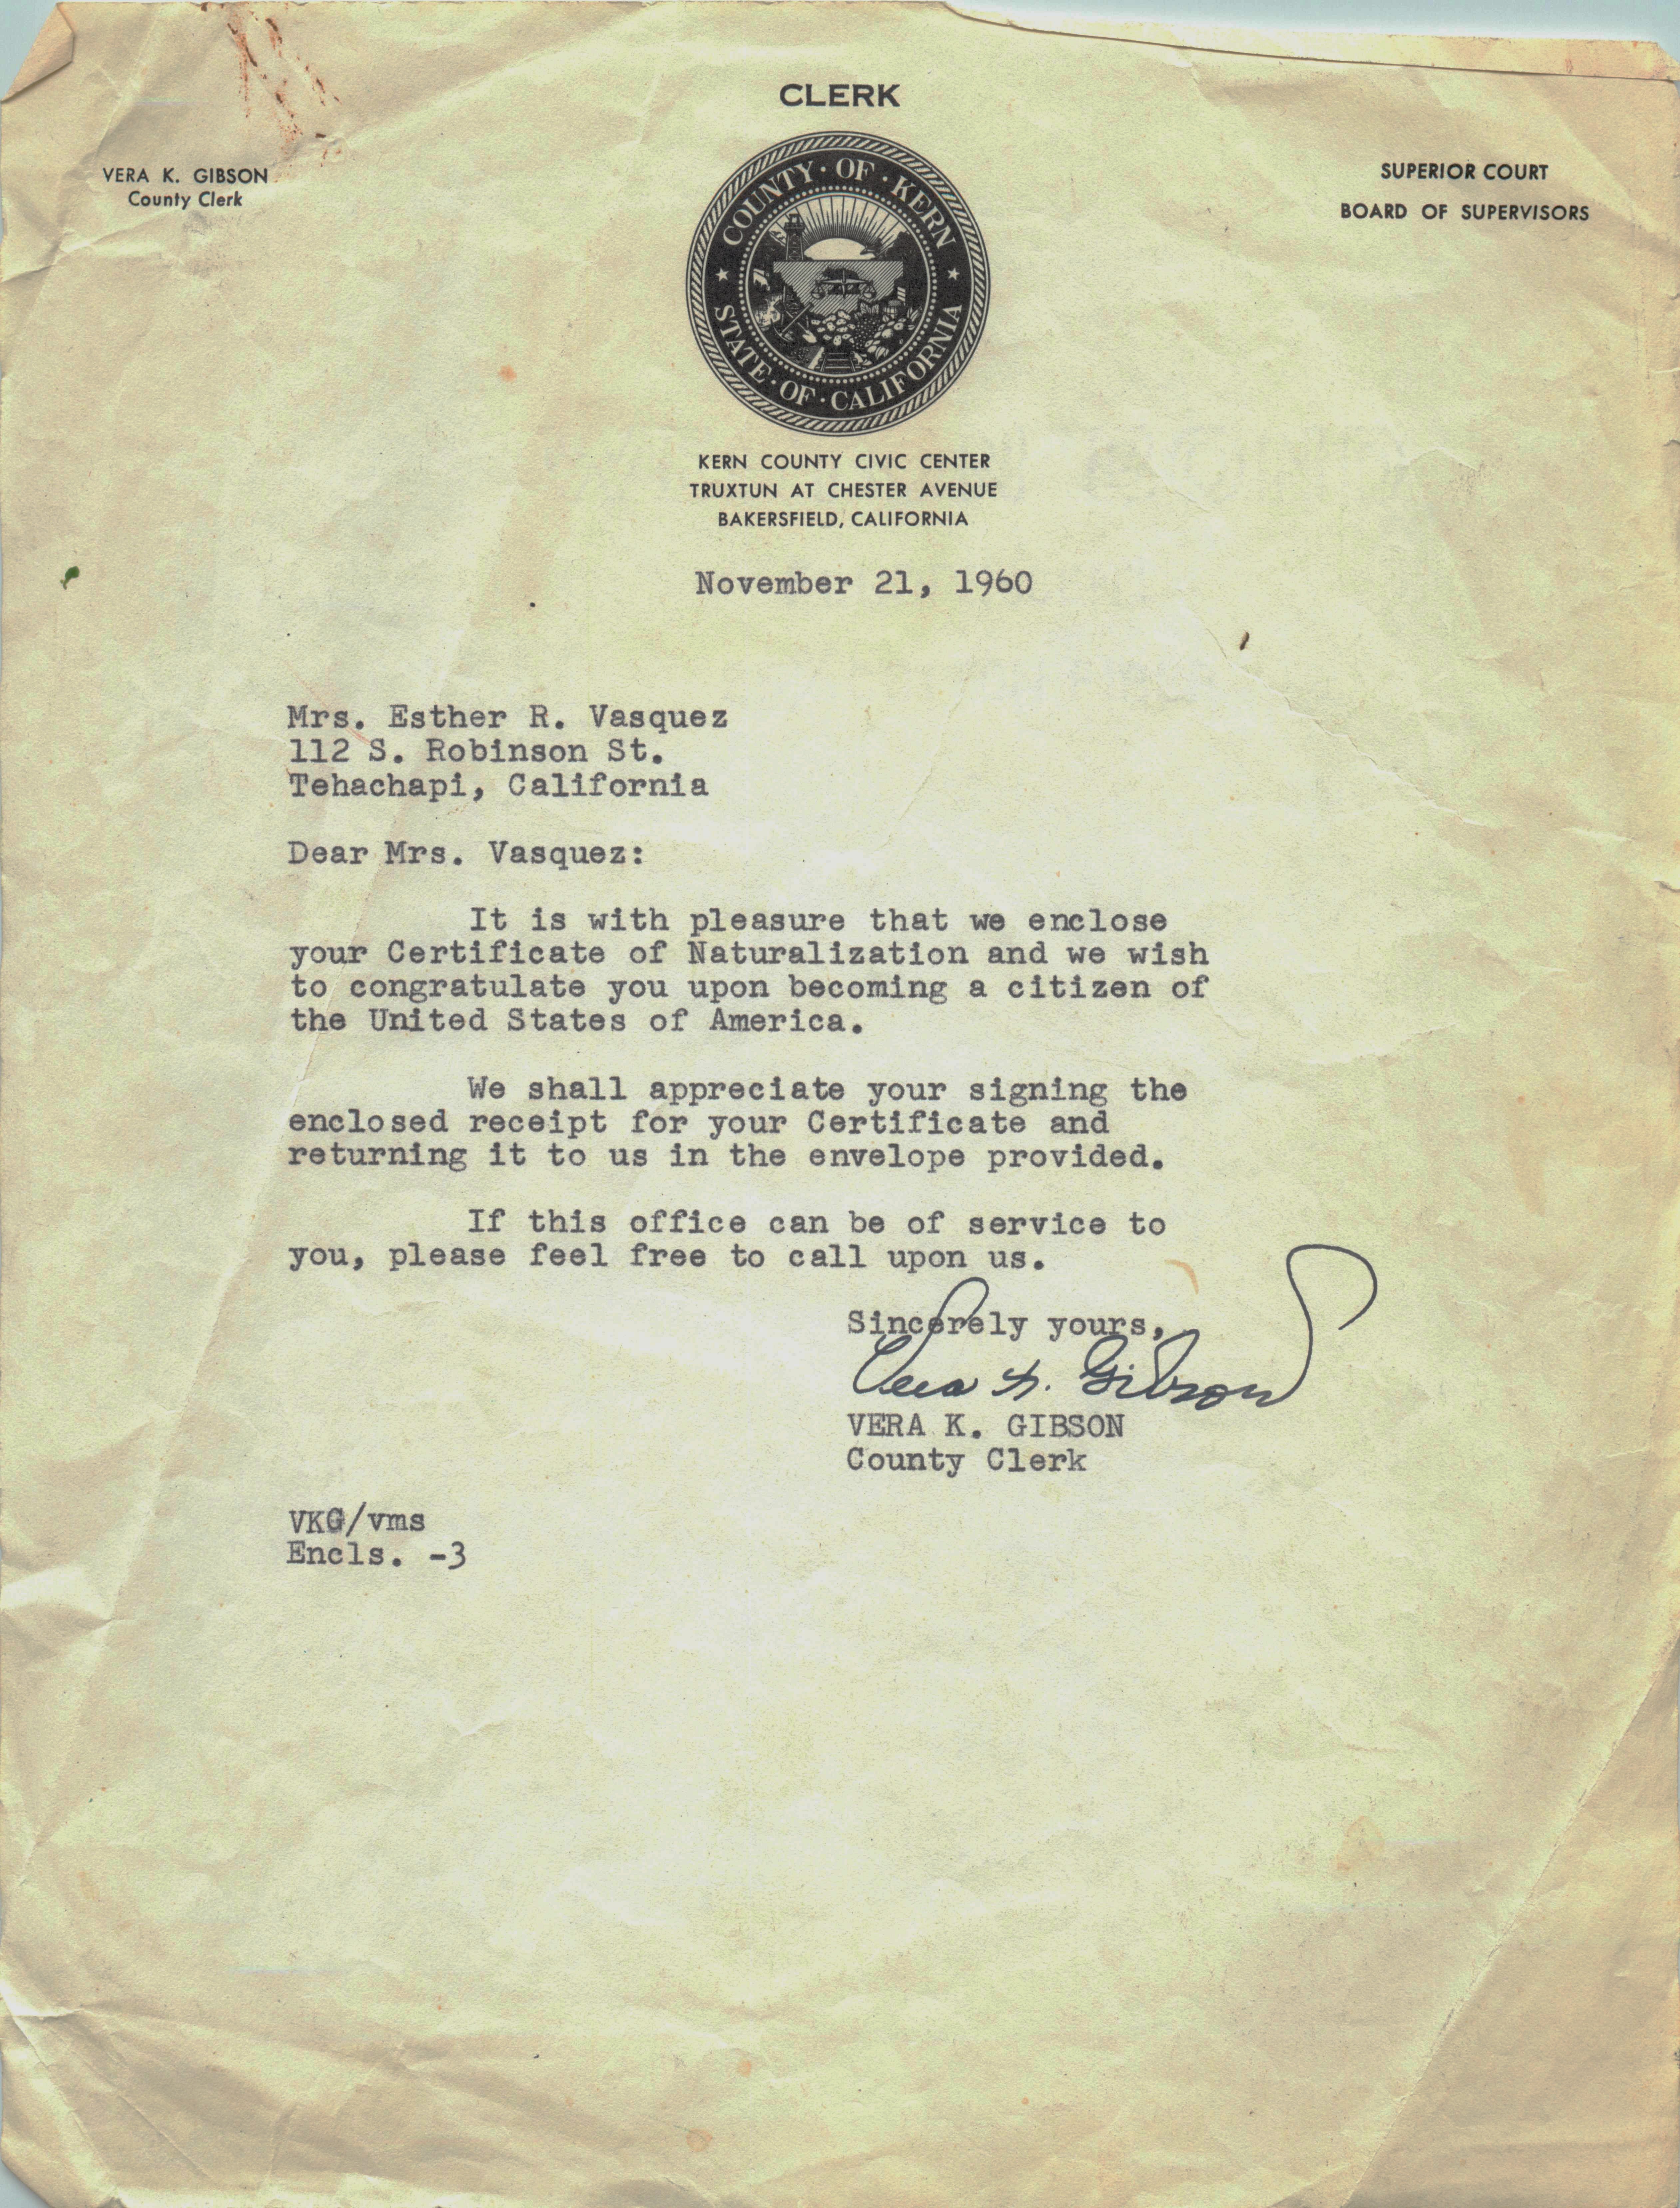 CLERK
VERA K. GIBSON
County Clerk
SUPERIOR COURT
BOARD OF SUPERVISORS
COUNTY · OF · KERN
STATE · OF · CALIFORNIA
KERN COUNTY CIVIC CENTER
TRUXTUN AT CHESTER AVENUE
BAKERSFIELD, CALIFORNIA
November 21, 1960
Mrs. Esther R. Vasquez
112 S. Robinson St.
Tehachapi, California
Dear Mrs. Vasquez:
It is with pleasure that we enclose
your Certificate of Naturalization and we wish
to congratulate you upon becoming a citizen of
the United States of America.
We shall appreciate your signing the
enclosed receipt for your Certificate and
returning it to us in the envelope provided.
If this office can be of service to
you, please feel free to call upon us.
Sincerely yours,
Vera K. Gibson
VERA K. GIBSON
County Clerk
VKG/vms
Encls. -3